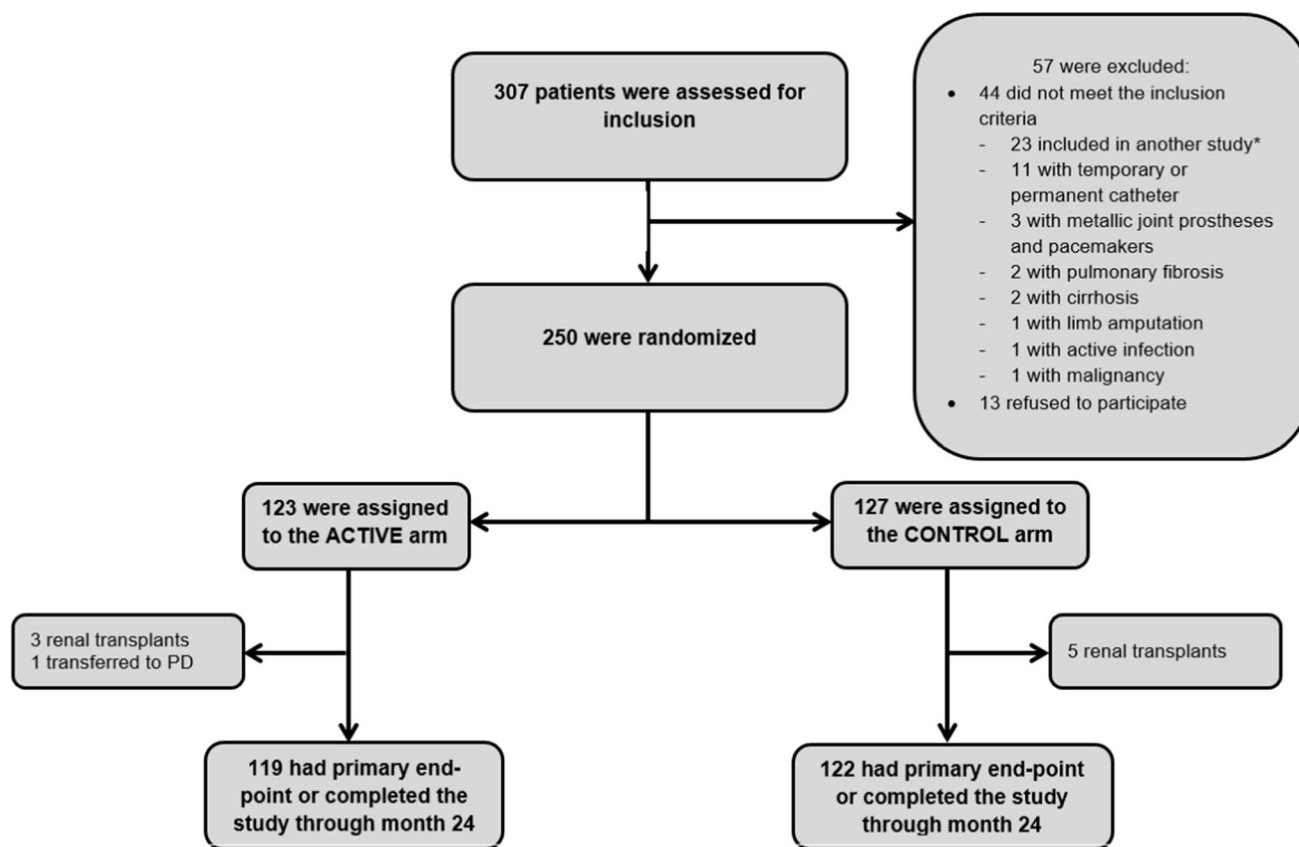 307 patients were assessed for
inclusion
57 were excluded:
• 44 did not meet the inclusion
criteria
- 23 included in another study*
- 11 with temporary or
permanent catheter
- 3 with metallic joint prostheses
and pacemakers
- 2 with pulmonary fibrosis
- 2 with cirrhosis
- 1 with limb amputation
- 1 with active infection
- 1 with malignancy
• 13 refused to participate
250 were randomized
123 were assigned
to the ACTIVE arm
127 were assigned to
the CONTROL arm
3 renal transplants
1 transferred to PD
5 renal transplants
119 had primary end-
point or completed the
study through month 24
122 had primary end-point
or completed the study
through month 24